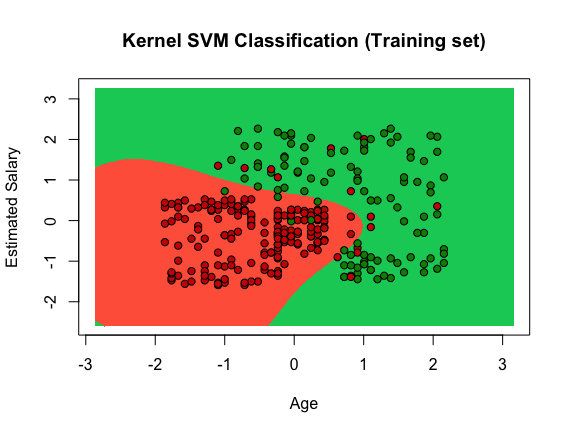 Kernel SVM Classification (Training set)
Estimated Salary
3
2
1
0
-1
-2
-3 -2 -1 0 1 2 3
Age